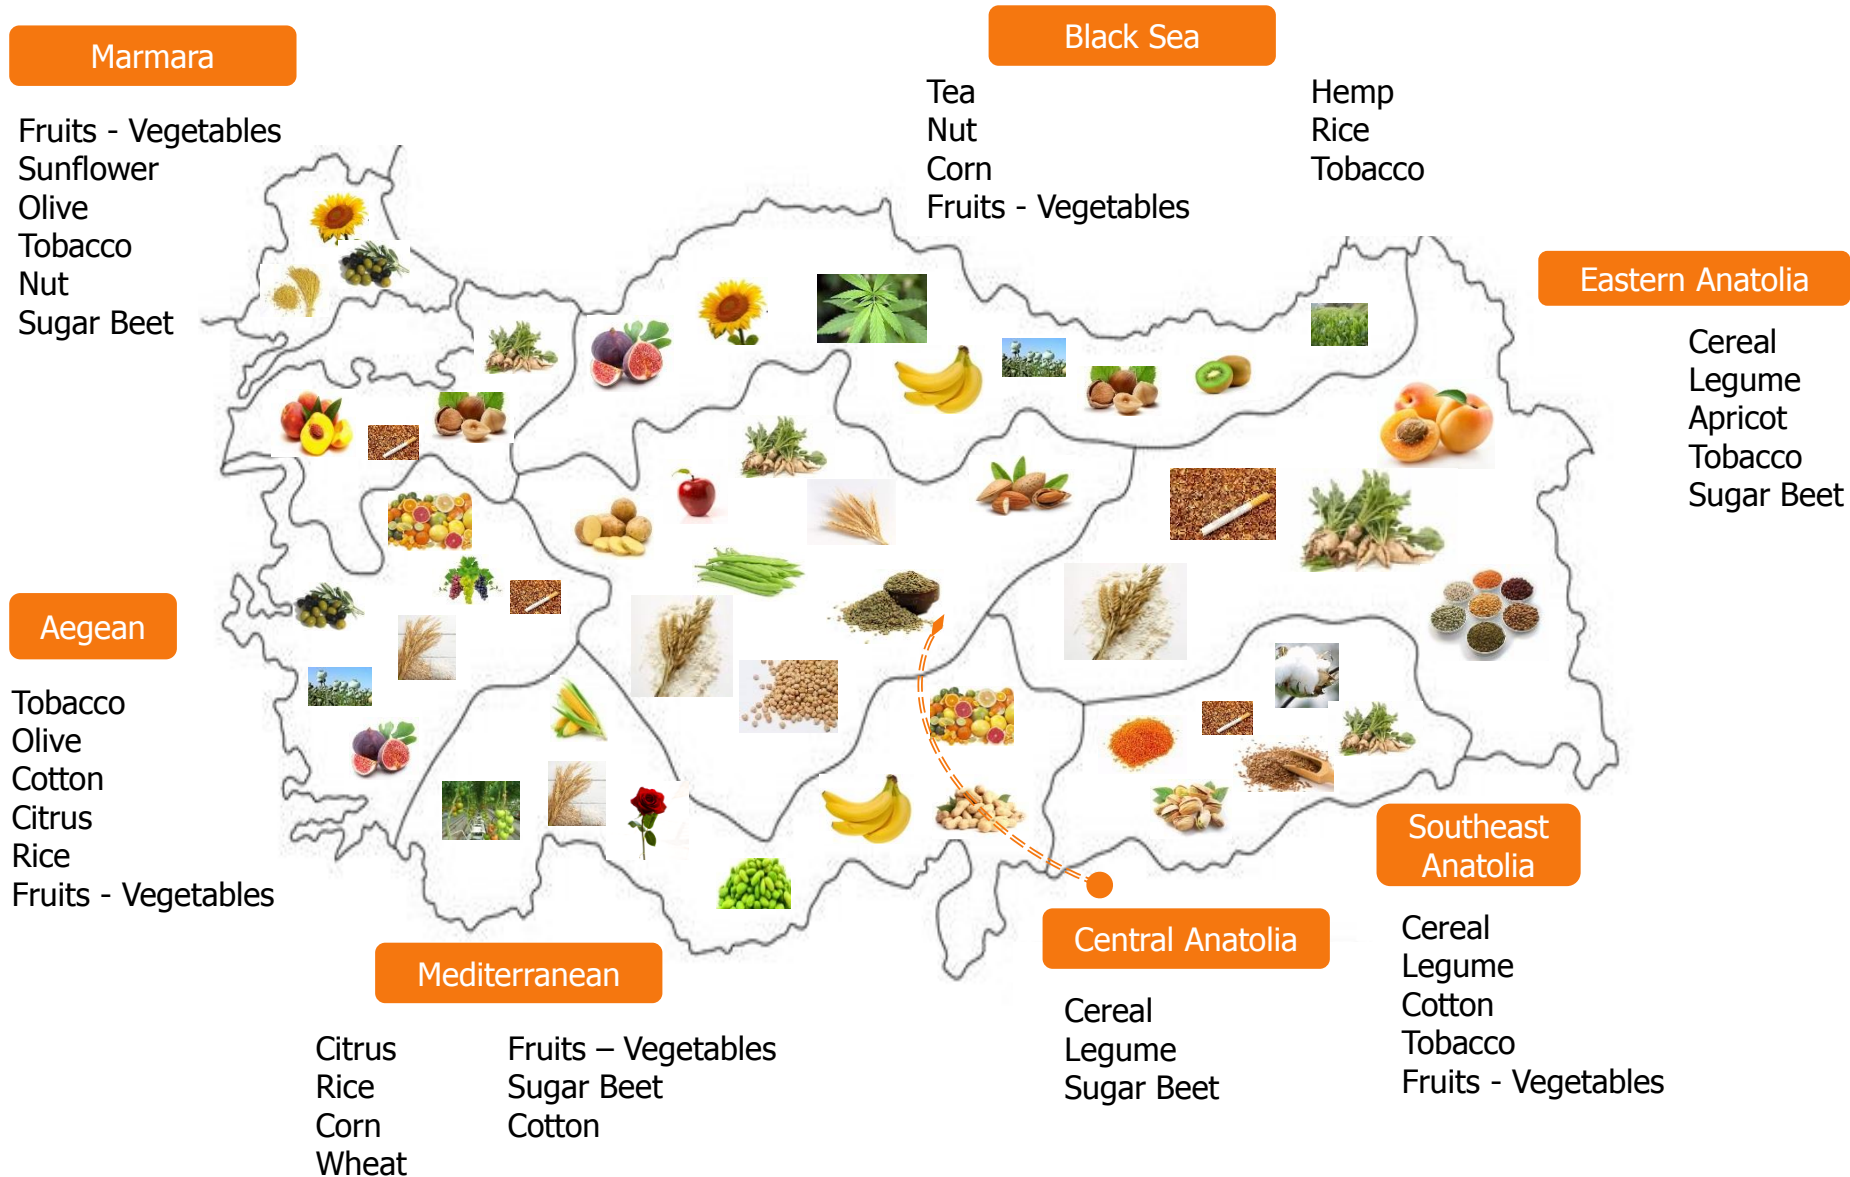 Marmara
Fruits - Vegetables
Sunflower
Olive
Tobacco
Nut
Sugar Beet
Black Sea
Tea
Nut
Corn
Fruits - Vegetables
Hemp
Rice
Tobacco
Eastern Anatolia
Cereal
Legume
Apricot
Tobacco
Sugar Beet
Aegean
Tobacco
Olive
Cotton
Citrus
Rice
Fruits - Vegetables
Mediterranean
Citrus
Rice
Corn
Wheat
Fruits – Vegetables
Sugar Beet
Cotton
Central Anatolia
Cereal
Legume
Sugar Beet
Southeast
Anatolia
Cereal
Legume
Cotton
Tobacco
Fruits - Vegetables